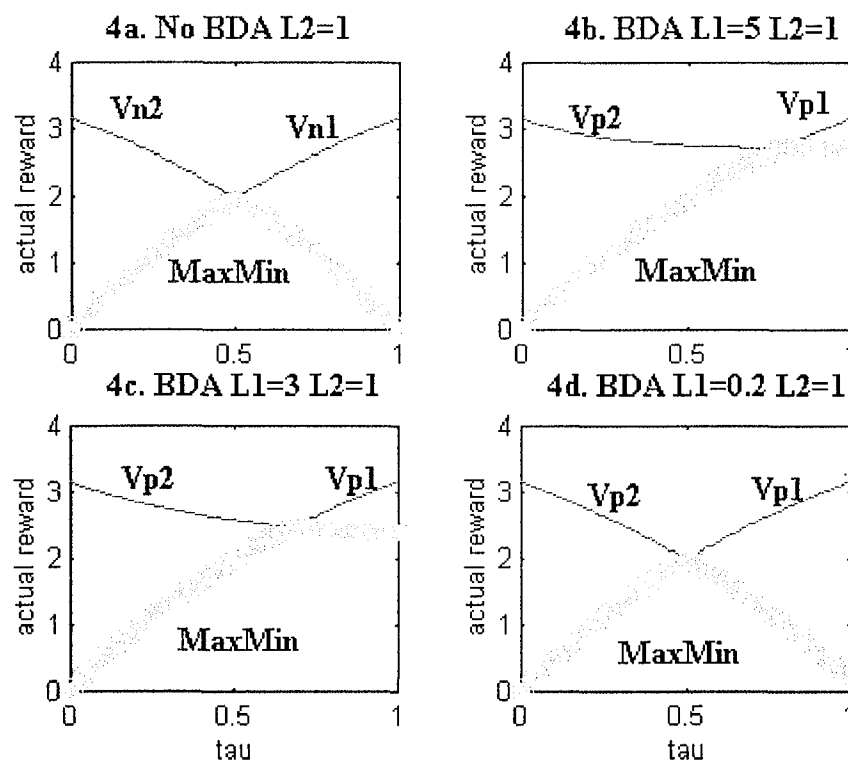 4a. No BDA L2=1
4
3
2
1
0
actual reward
Vn2
Vn1
MaxMin
0
0.5
1
4b. BDA L1=5 L2=1
4
3
2
1
0
actual reward
Vp2
Vp1
MaxMin
0
0.5
1
4c. BDA L1=3 L2=1
4
3
2
1
0
actual reward
Vp2
Vp1
MaxMin
0
0.5
1
tau
4d. BDA L1=0.2 L2=1
4
3
2
1
0
actual reward
Vp2
Vp1
MaxMin
0
0.5
1
tau